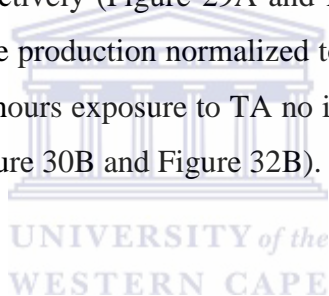 ectively (Figure 29A and
e production normalized to
hours exposure to TA no i
ure 30B and Figure 32B).
UNIVERSITY of the
WESTERN CAPE